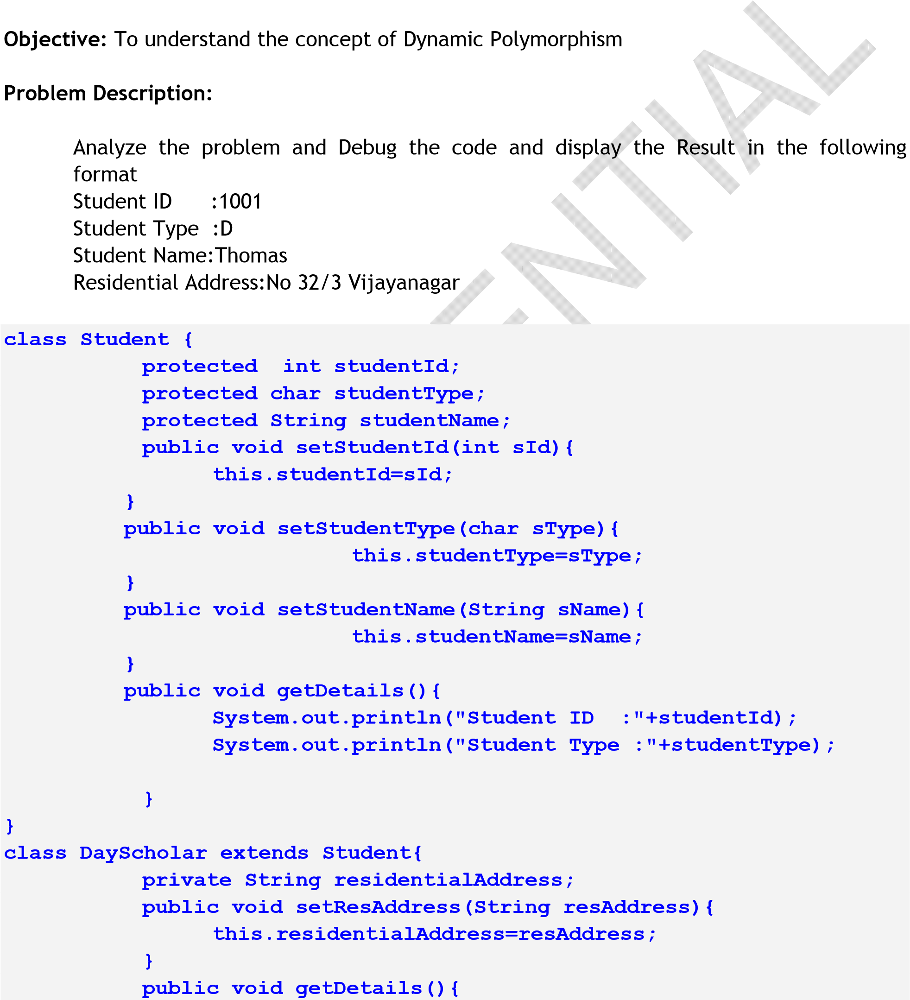 Objective: To understand the concept of Dynamic Polymorphism
Problem Description:
Analyze the problem and Debug the code and display the Result in the following
format
Student ID      :1001
Student Type  :D
Student Name:Thomas
Residential Address:No 32/3 Vijayanagar
class Student {
protected  int studentId;
protected char studentType;
protected String studentName;
public void setStudentId(int sId){
this.studentId=sId;
}
public void setStudentType(char sType){
this.studentType=sType;
}
public void setStudentName(String sName){
this.studentName=sName;
}
public void getDetails(){
System.out.println("Student ID  :"+studentId);
System.out.println("Student Type :"+studentType);
}
}
class DayScholar extends Student{
private String residentialAddress;
public void setResAddress(String resAddress){
this.residentialAddress=resAddress;
}
public void getDetails(){
ENTIAL